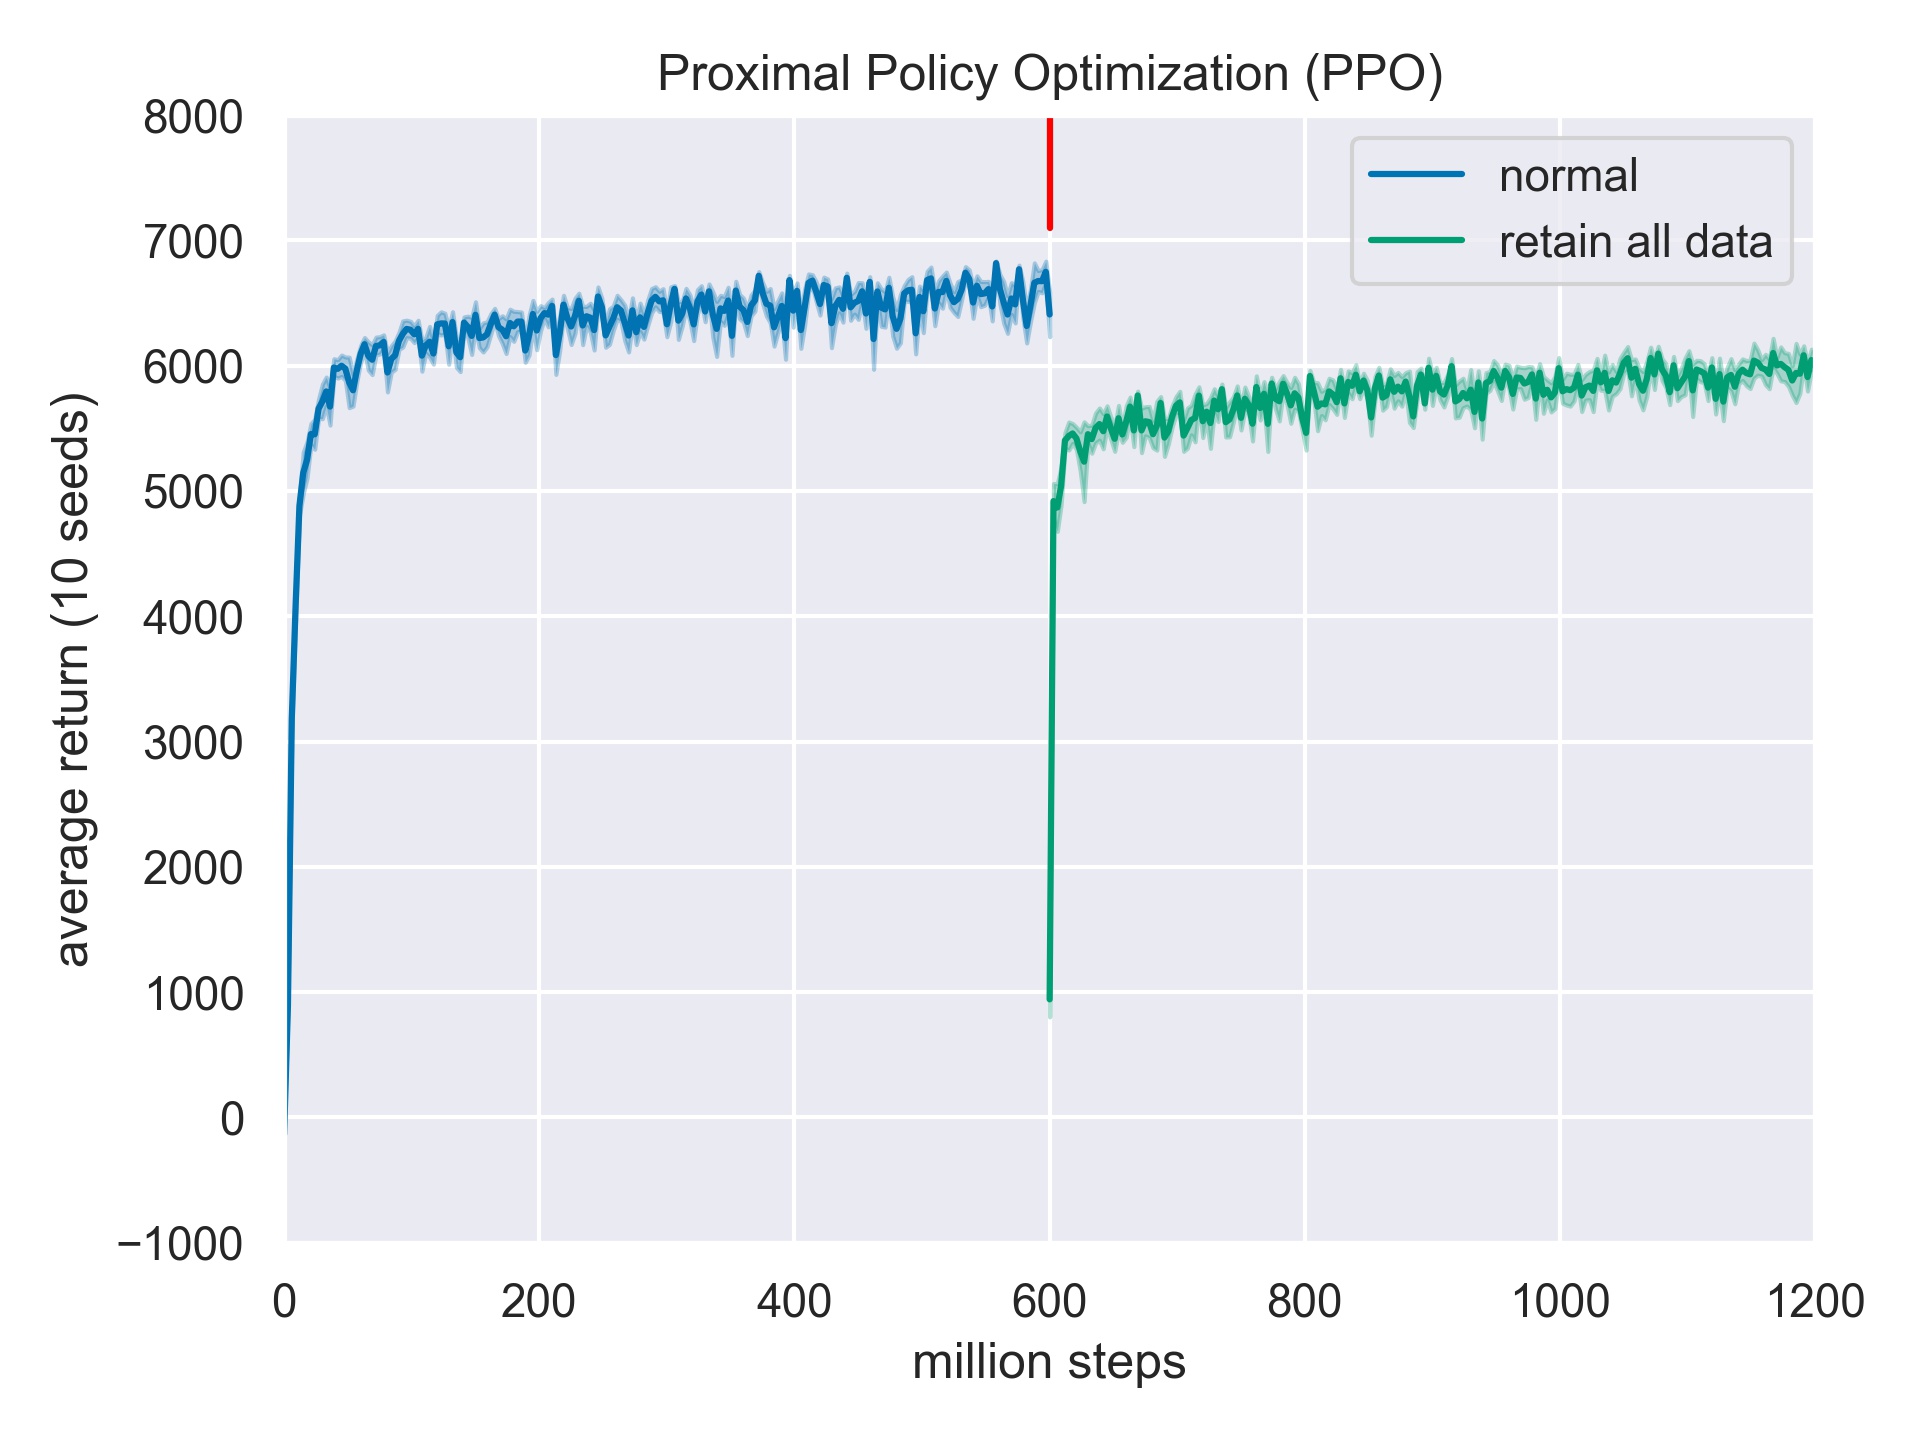 Proximal Policy Optimization (PPO)
8000
7000
6000
5000
4000
3000
2000
1000
0
−1000
average return (10 seeds)
normal
retain all data
0 200 400 600 800 1000 1200
million steps